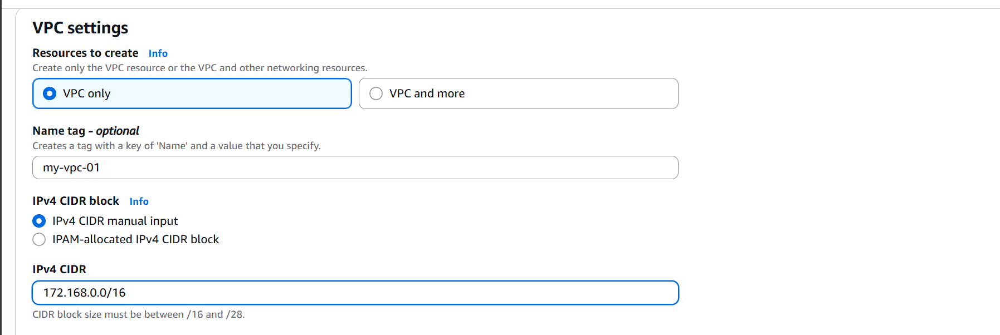 VPC settings
Resources to create Info
Create only the VPC resource or the VPC and other networking resources.
VPC only VPC and more
Name tag - optional
Creates a tag with a key of 'Name' and a value that you specify.
my-vpc-01
IPv4 CIDR block Info
IPv4 CIDR manual input
IPAM-allocated IPv4 CIDR block
IPv4 CIDR
172.168.0.0/16
CIDR block size must be between /16 and /28.